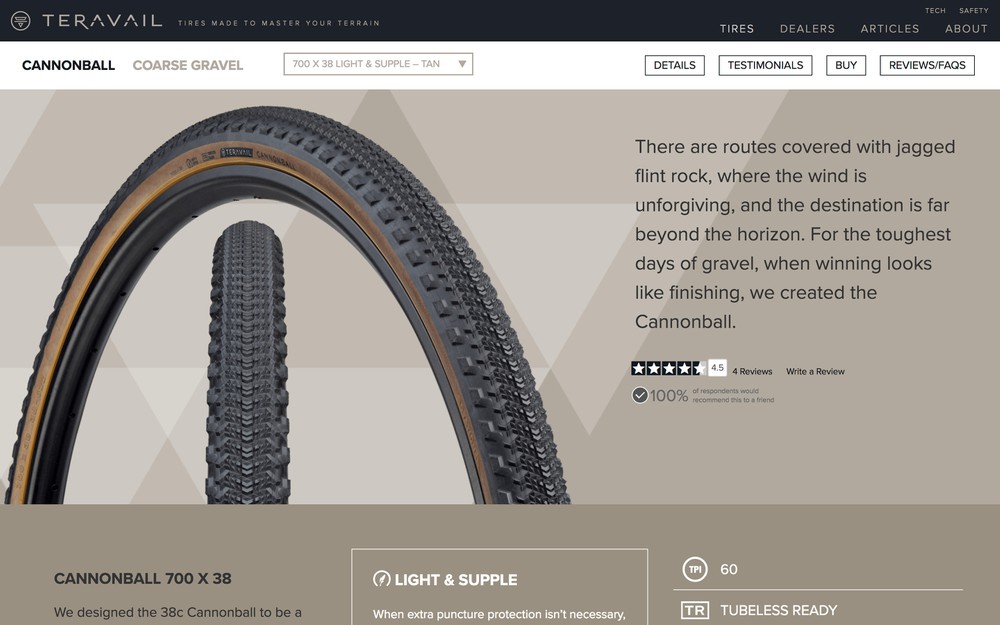 TERAVAIL
TIRES MADE TO MASTER YOUR TERRAIN
TECH SAFETY
TIRES DEALERS ARTICLES ABOUT
CANNONBALL COARSE GRAVEL
700 X 38 LIGHT & SUPPLE – TAN
DETAILS TESTIMONIALS BUY REVIEWS/FAQS
TERAVAIL CANNONBALL
There are routes covered with jagged
flint rock, where the wind is
unforgiving, and the destination is far
beyond the horizon. For the toughest
days of gravel, when winning looks
like finishing, we created the
Cannonball.
4.5 4 Reviews Write a Review
100% of respondents would
recommend this to a friend
CANNONBALL 700 X 38
We designed the 38c Cannonball to be a
LIGHT & SUPPLE
When extra puncture protection isn't necessary,
TPI 60
TR TUBELESS READY